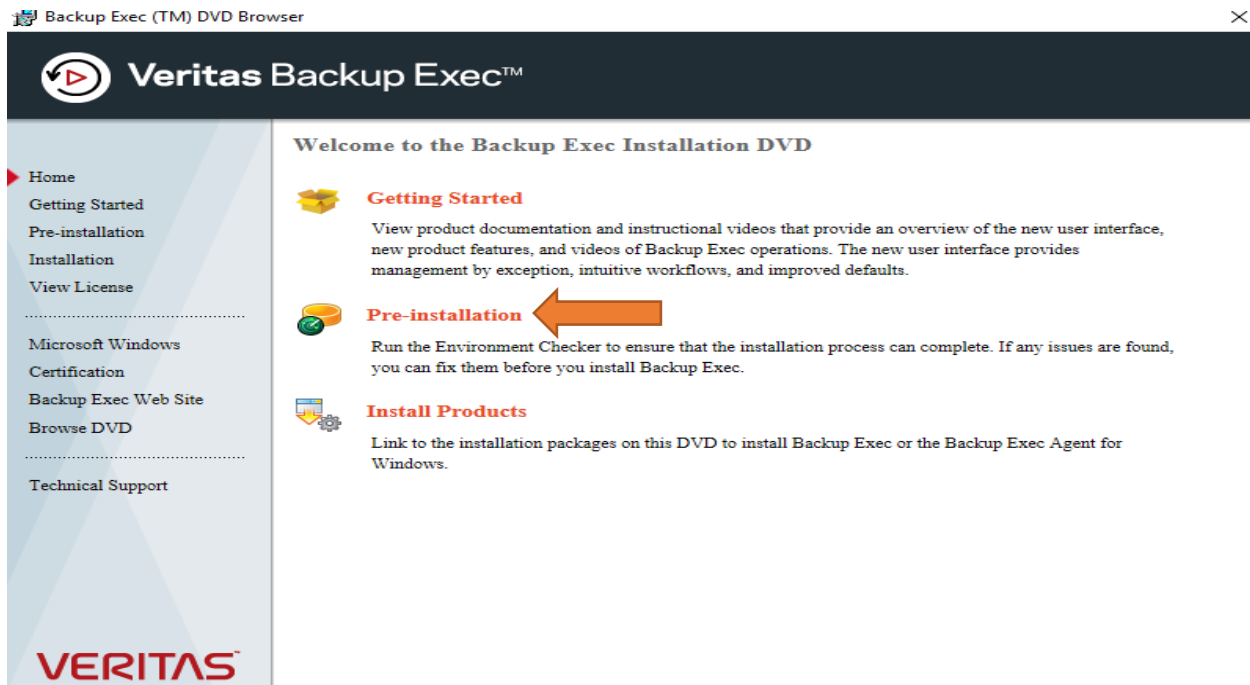 Backup Exec (TM) DVD Browser
Veritas Backup Exec™
Home
Getting Started
Pre-installation
Installation
View License
Microsoft Windows
Certification
Backup Exec Web Site
Browse DVD
Technical Support
VERITAS™
Welcome to the Backup Exec Installation DVD
Getting Started
View product documentation and instructional videos that provide an overview of the new user interface,
new product features, and videos of Backup Exec operations. The new user interface provides
management by exception, intuitive workflows, and improved defaults.
Pre-installation
Run the Environment Checker to ensure that the installation process can complete. If any issues are found,
you can fix them before you install Backup Exec.
Install Products
Link to the installation packages on this DVD to install Backup Exec or the Backup Exec Agent for
Windows.